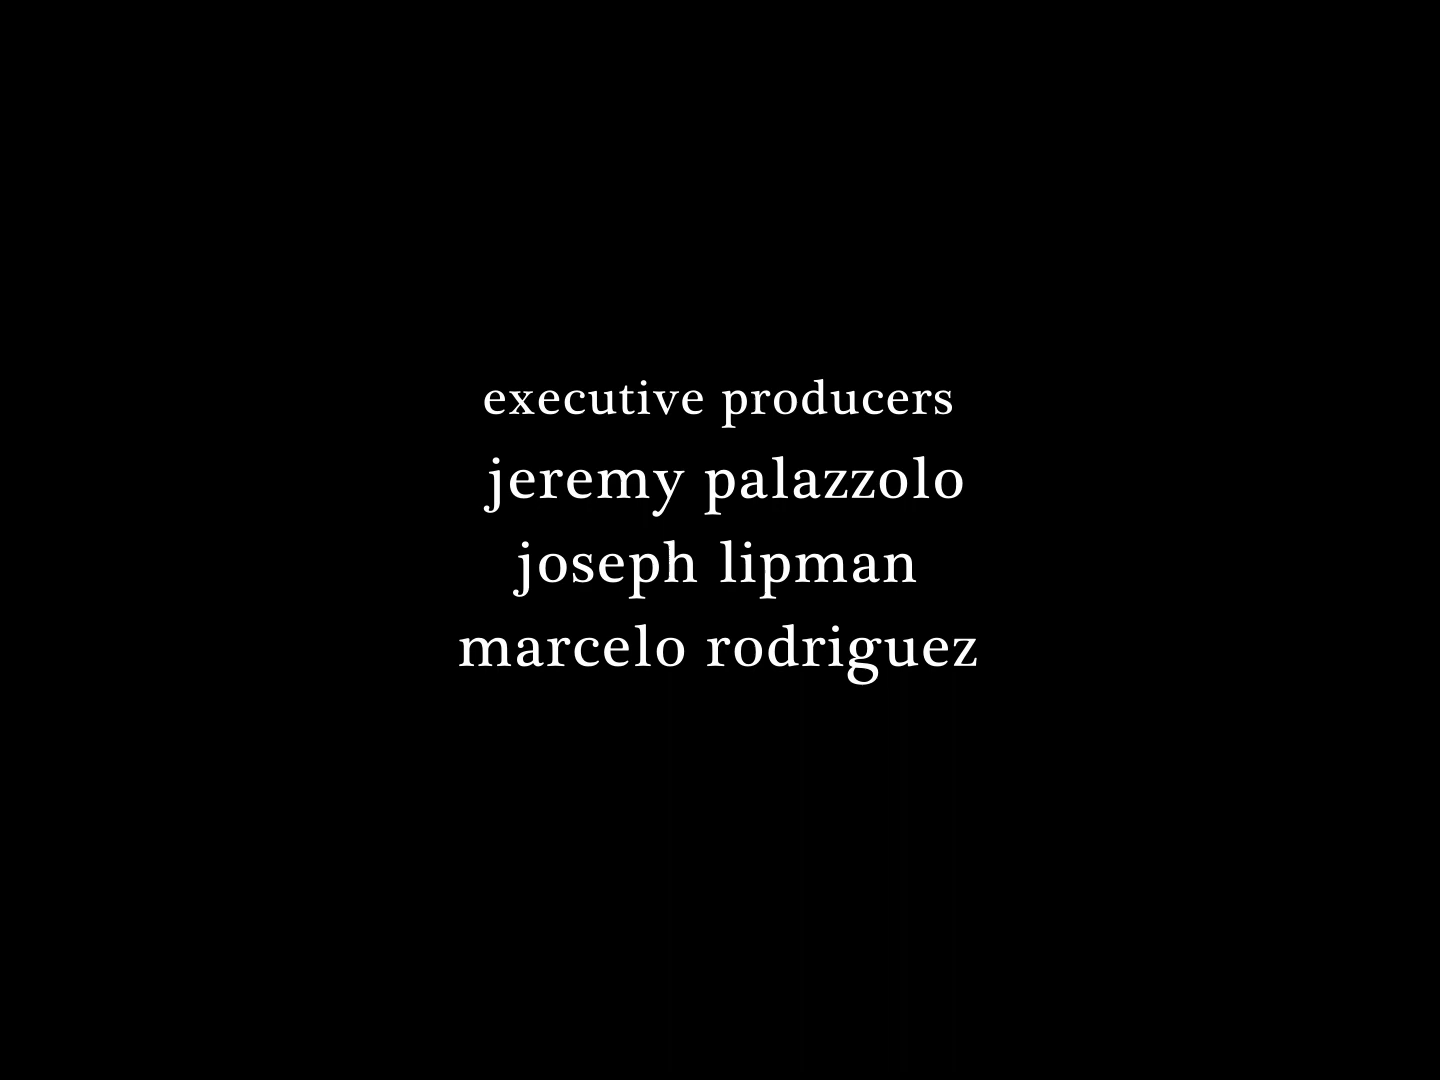 executive producers
jeremy palazzolo
joseph lipman
marcelo rodriguez